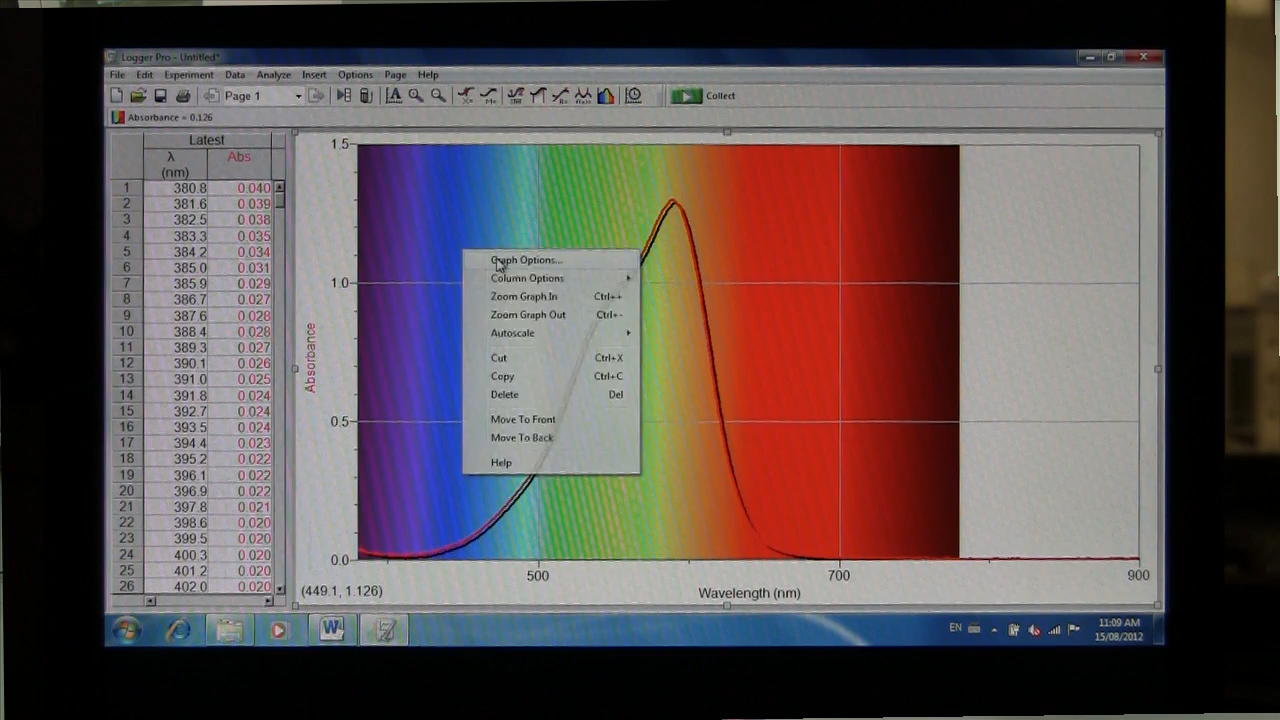 Logger Pro - Untitled*
File Edit Experiment Data Analyze Insert Options Page Help
Page 1
Collect
Absorbance = 0.126
Latest
λ Abs
(nm)
1 380.8 0.040
2 381.6 0.039
3 382.5 0.038
4 383.3 0.035
5 384.2 0.034
6 385.0 0.031
7 385.9 0.029
8 386.7 0.027
9 387.6 0.028
10 388.4 0.028
11 389.3 0.027
12 390.1 0.026
13 391.0 0.025
14 391.8 0.024
15 392.7 0.024
16 393.5 0.024
17 394.4 0.023
18 395.2 0.022
19 396.1 0.022
20 396.9 0.022
21 397.8 0.021
22 398.6 0.020
23 399.5 0.020
24 400.3 0.020
25 401.2 0.020
26 402.0 0.020
1.5
1.0
0.5
0.0
Absorbance
Graph Options...
Column Options
Zoom Graph In Ctrl++
Zoom Graph Out Ctrl+-
Autoscale
Cut Ctrl+X
Copy Ctrl+C
Delete Del
Move To Front
Move To Back
Help
500 700 900
(449.1, 1.126)
Wavelength (nm)
EN
11:09 AM
15/08/2012